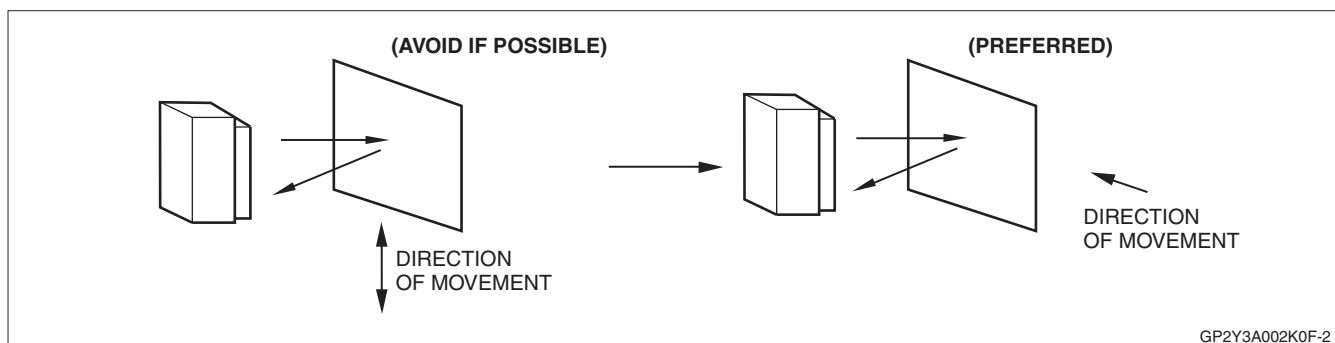 (AVOID IF POSSIBLE)
(PREFERRED)
DIRECTION
OF MOVEMENT
DIRECTION
OF MOVEMENT
GP2Y3A002K0F-2